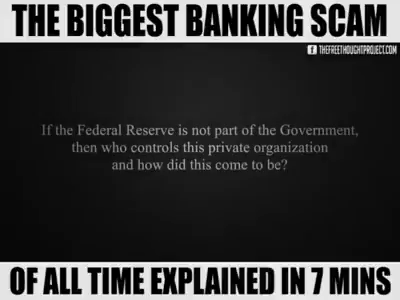 THE BIGGEST BANKING SCAM
f THEFREETHOUGHTPROJECT.COM
If the Federal Reserve is not part of the Government,
then who controls this private organization
and how did this come to be?
OF ALL TIME EXPLAINED IN 7 MINS